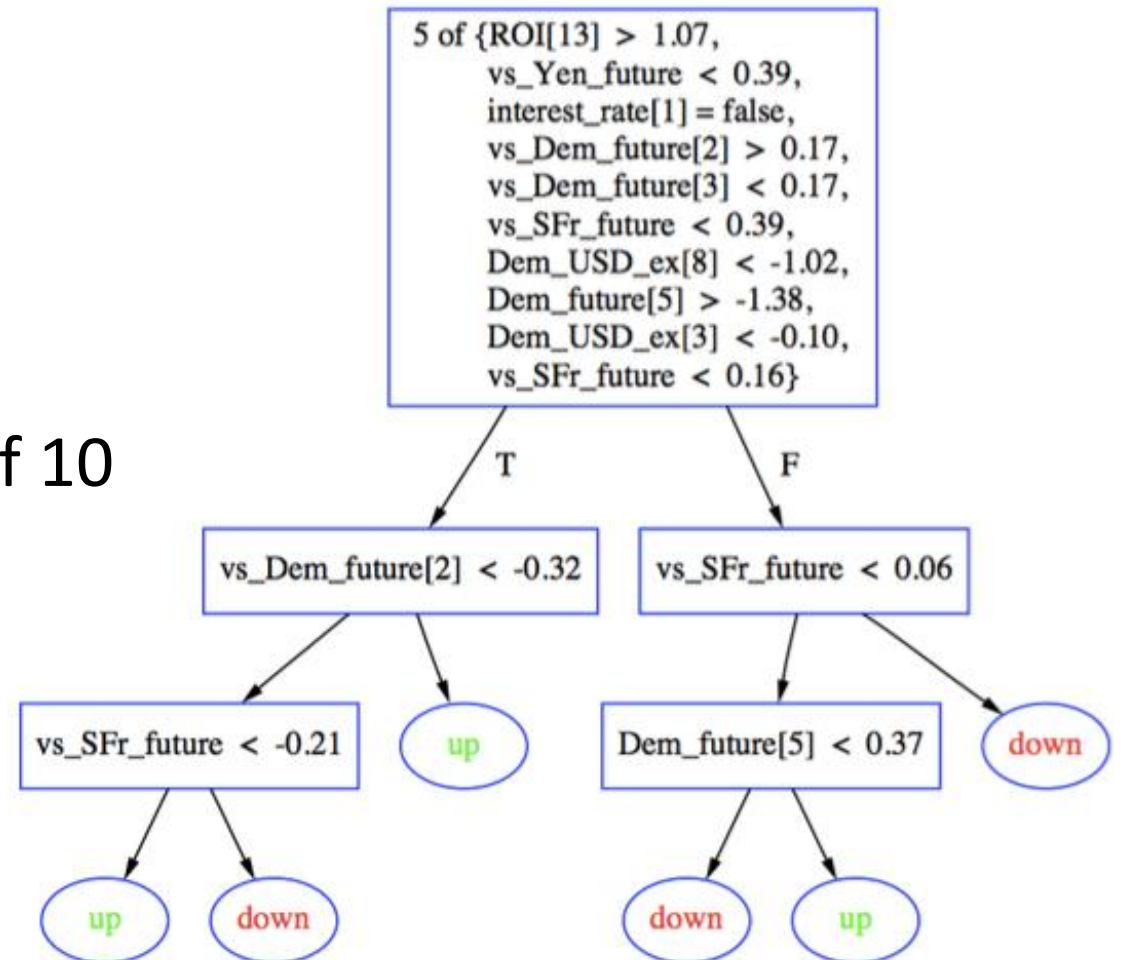 5 of {ROI[13] > 1.07,
vs_Yen_future < 0.39,
interest_rate[1] = false,
vs_Dem_future[2] > 0.17,
vs_Dem_future[3] < 0.17,
vs_SFr_future < 0.39,
Dem_USD_ex[8] < -1.02,
Dem_future[5] > -1.38,
Dem_USD_ex[3] < -0.10,
vs_SFr_future < 0.16}
f 10
T
F
vs_Dem_future[2] < -0.32
vs_SFr_future < 0.06
vs_SFr_future < -0.21
up
Dem_future[5] < 0.37
down
up
down
down
up